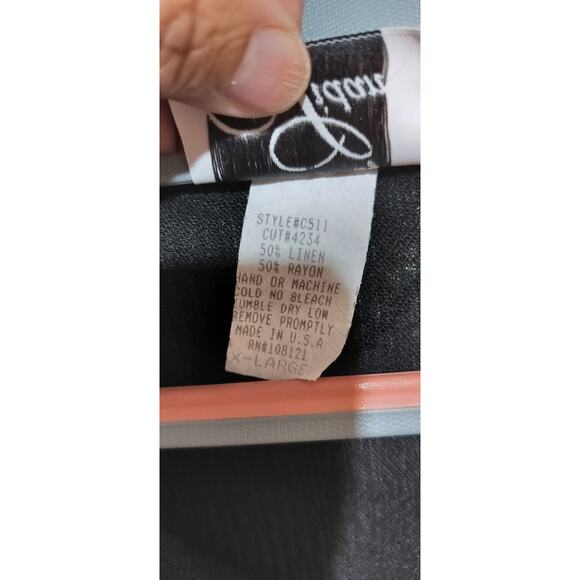 STYLE#C511
CUT#4234
50% LINEN
50% RAYON
HAND OR MACHINE
COLD NO BLEACH
TUMBLE DRY LOW
REMOVE PROMPTLY
MADE IN U.S.A
RN#108121
X-LARGE